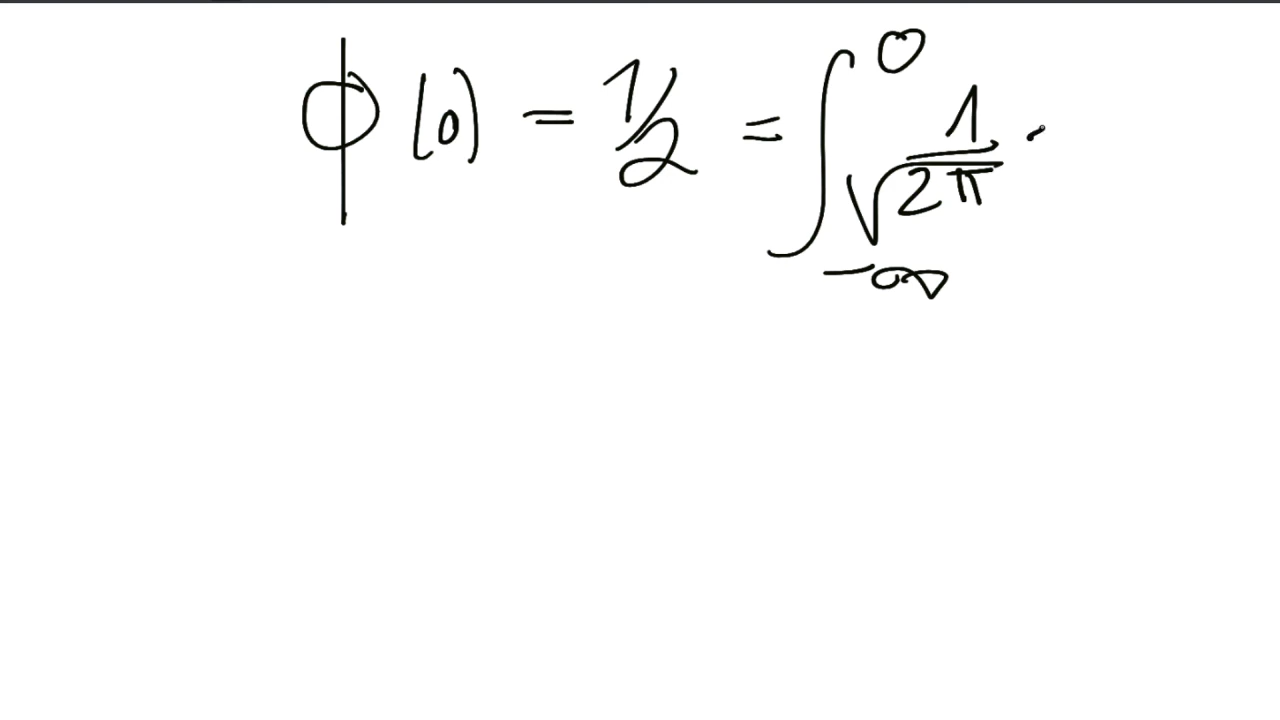 ϕ(0) = 1/2 = ∫_{-∞}^{0} 1/√(2π) ·